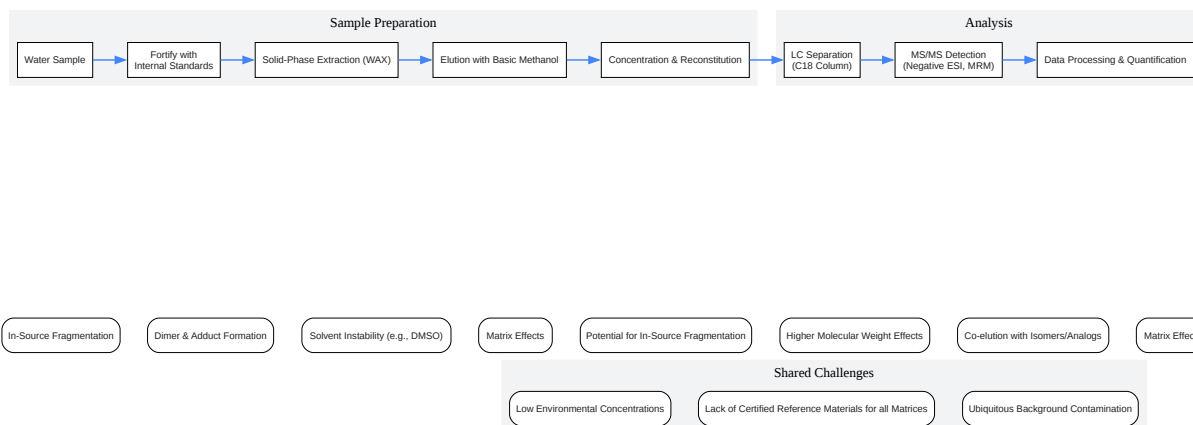 Sample Preparation
Analysis
Water Sample
Fortify with
Internal Standards
Solid-Phase Extraction (WAX)
Elution with Basic Methanol
Concentration & Reconstitution
LC Separation
(C18 Column)
MS/MS Detection
(Negative ESI, MRM)
Data Processing & Quantification
In-Source Fragmentation
Dimer & Adduct Formation
Solvent Instability (e.g., DMSO)
Matrix Effects
Potential for In-Source Fragmentation
Higher Molecular Weight Effects
Co-elution with Isomers/Analogs
Matrix Effec
Shared Challenges
Low Environmental Concentrations
Lack of Certified Reference Materials for all Matrices
Ubiquitous Background Contamination